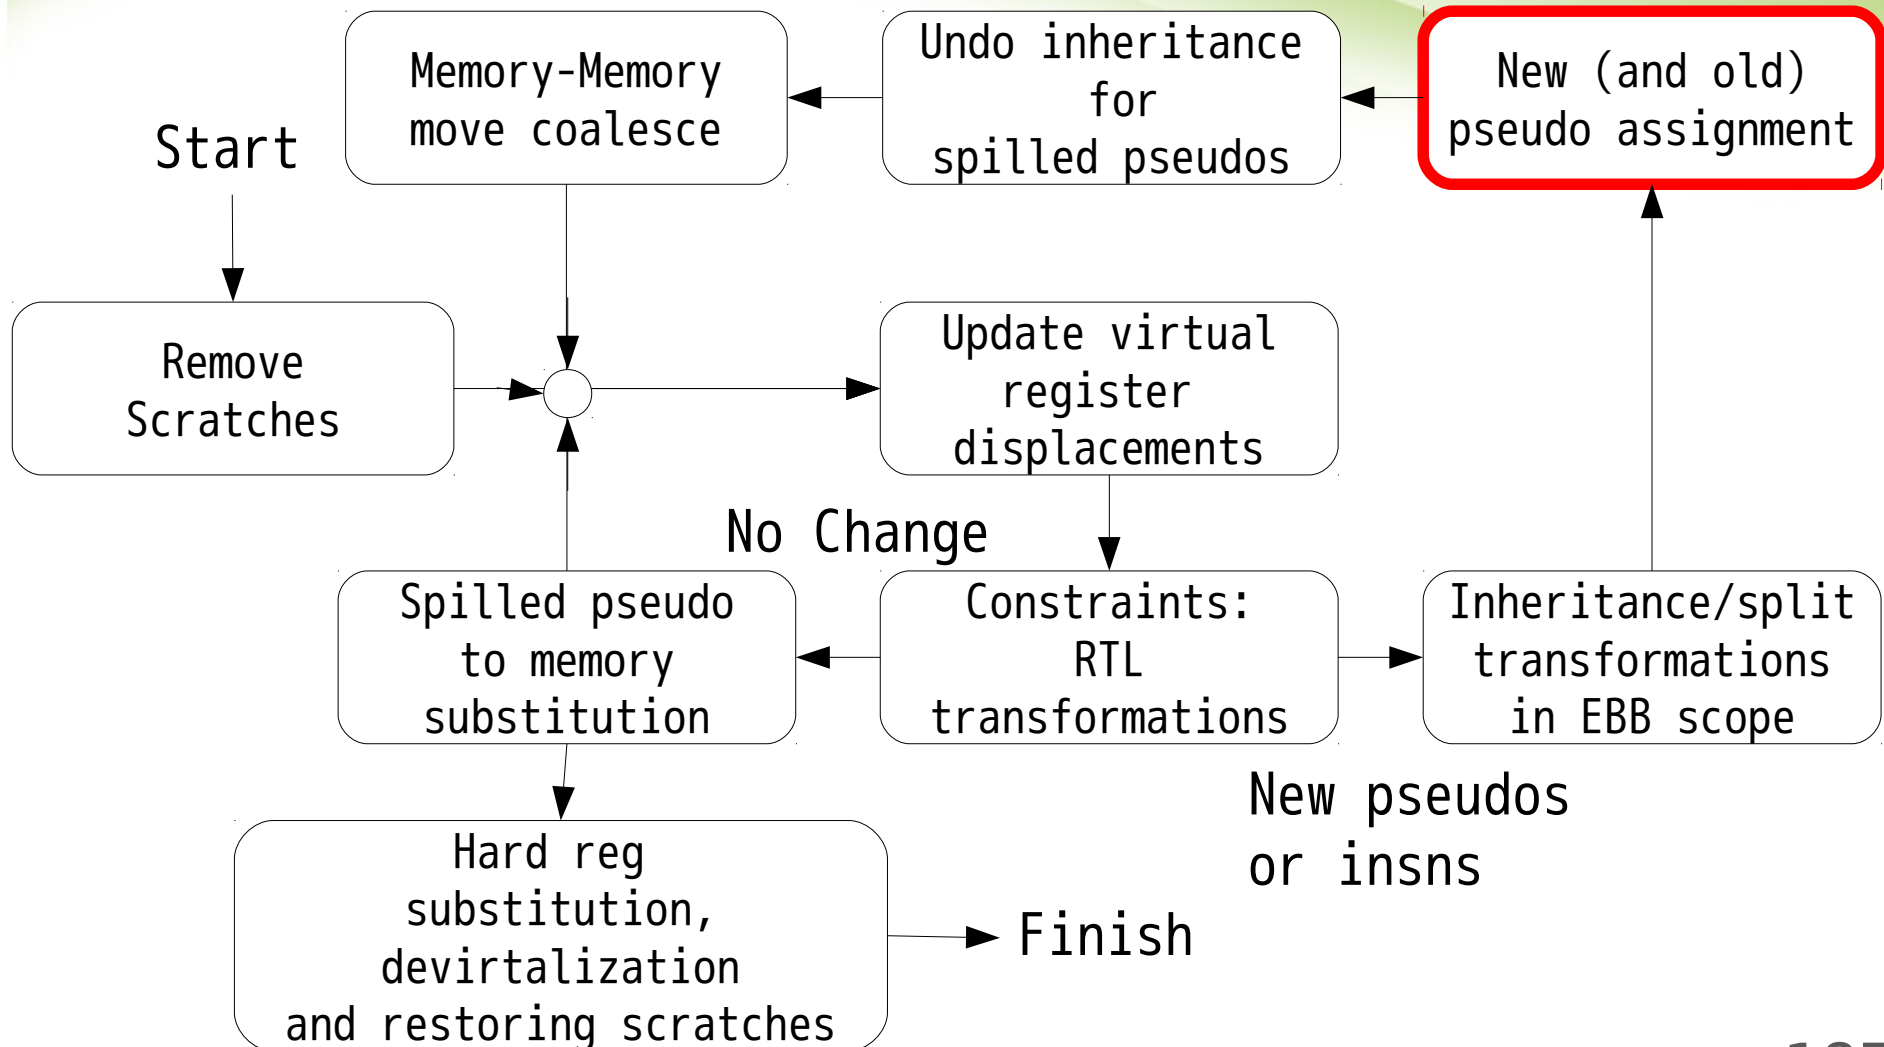 Start
Memory-Memory
move coalesce
Undo inheritance
for
spilled pseudos
New (and old)
pseudo assignment
Remove
Scratches
Update virtual
register
displacements
No Change
Spilled pseudo
to memory
substitution
Constraints:
RTL
transformations
Inheritance/split
transformations
in EBB scope
New pseudos
or insns
Hard reg
substitution,
devirtalization
and restoring scratches
Finish